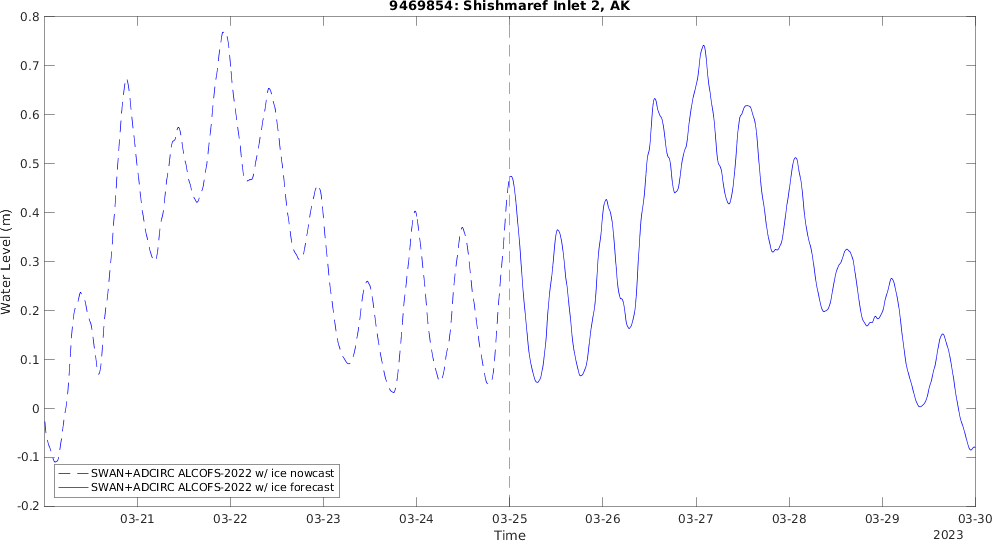 9469854: Shishmaref Inlet 2, AK
0.8
0.7
0.6
0.5
0.4
0.3
0.2
0.1
0
-0.1
-0.2
Water Level (m)
SWAN+ADCIRC ALCOFS-2022 w/ ice nowcast
SWAN+ADCIRC ALCOFS-2022 w/ ice forecast
03-21 03-22 03-23 03-24 03-25 03-26 03-27 03-28 03-29 03-30
Time
2023